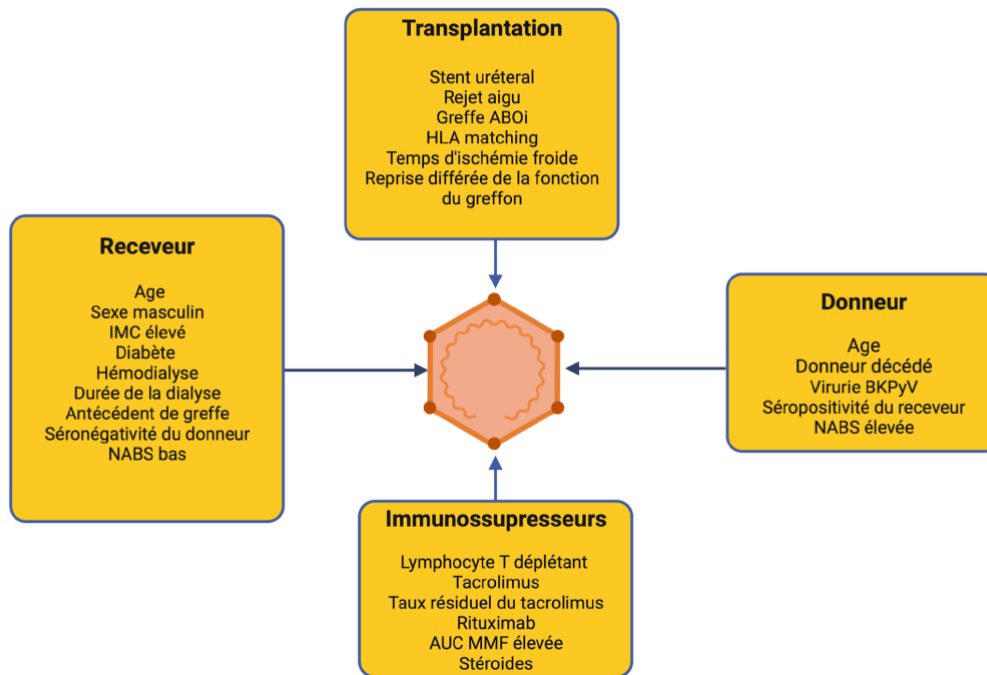 Transplantation
Stent uréteral
Rejet aigu
Greffe ABOi
HLA matching
Temps d'ischémie froide
Reprise différée de la fonction
du greffon
Receveur
Age
Sexe masculin
IMC élevé
Diabète
Hémodialyse
Durée de la dialyse
Antécédent de greffe
Séronégativité du donneur
NABS bas
Donneur
Age
Donneur décédé
Virurie BKPyV
Séropositivité du receveur
NABS élevée
Immunossupresseurs
Lymphocyte T déplétant
Tacrolimus
Taux résiduel du tacrolimus
Rituximab
AUC MMF élevée
Stéroides